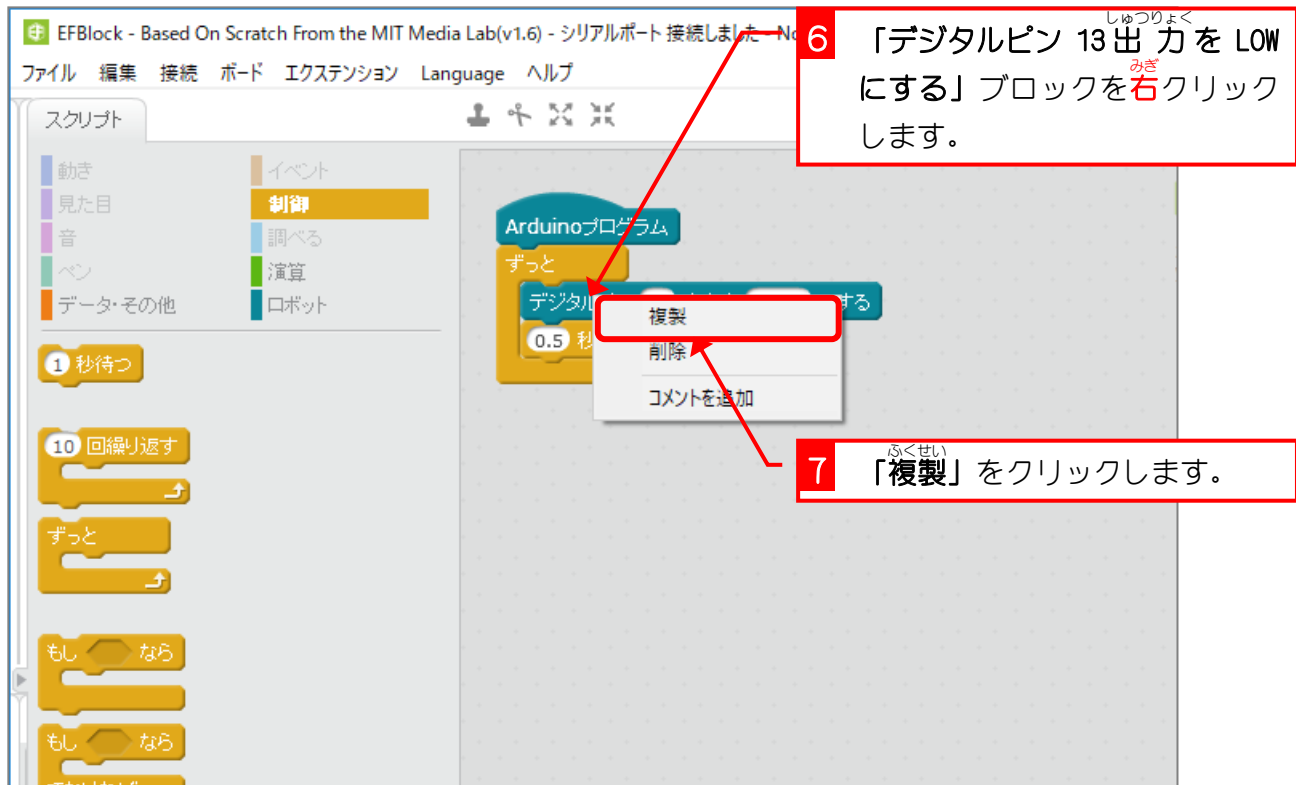 EFBlock - Based On Scratch From the MIT Media Lab(v1.6) - シリアルポート 接続しました - No
ファイル 編集 接続 ボード エクステンション Language ヘルプ
スクリプト
動き イベント
見た目 制御
音 調べる
ペン 演算
データ・その他 ロボット
1 秒待つ
10 回繰り返す
ずっと
もし なら
もし なら
Arduinoプログラム
ずっと
デジタル する
0.5 秒
複製
削除
コメントを追加
6 しゅつりょく
「デジタルピン 13 出 力を LOW
みぎ
にする」ブロックを右クリック
します。
ふくせい
7 「複製」をクリックします。